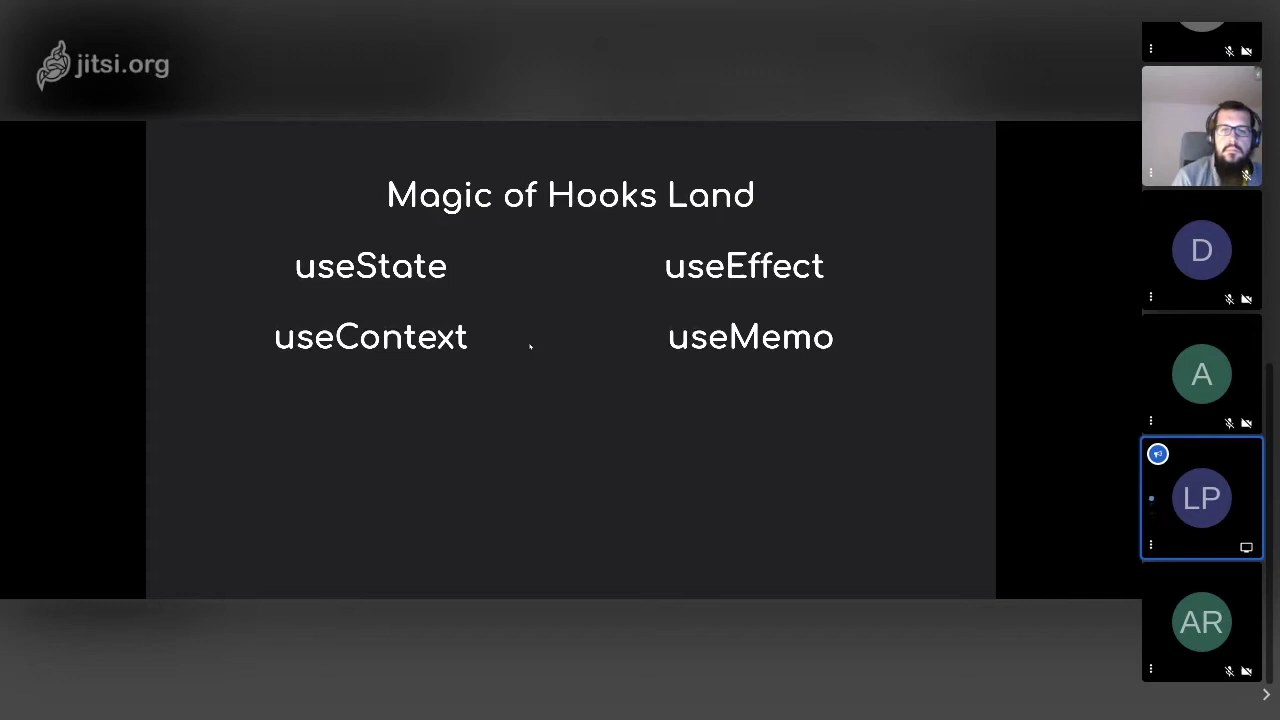 jitsi.org
Magic of Hooks Land
useState
useEffect
useContext
useMemo
D
A
LP
AR